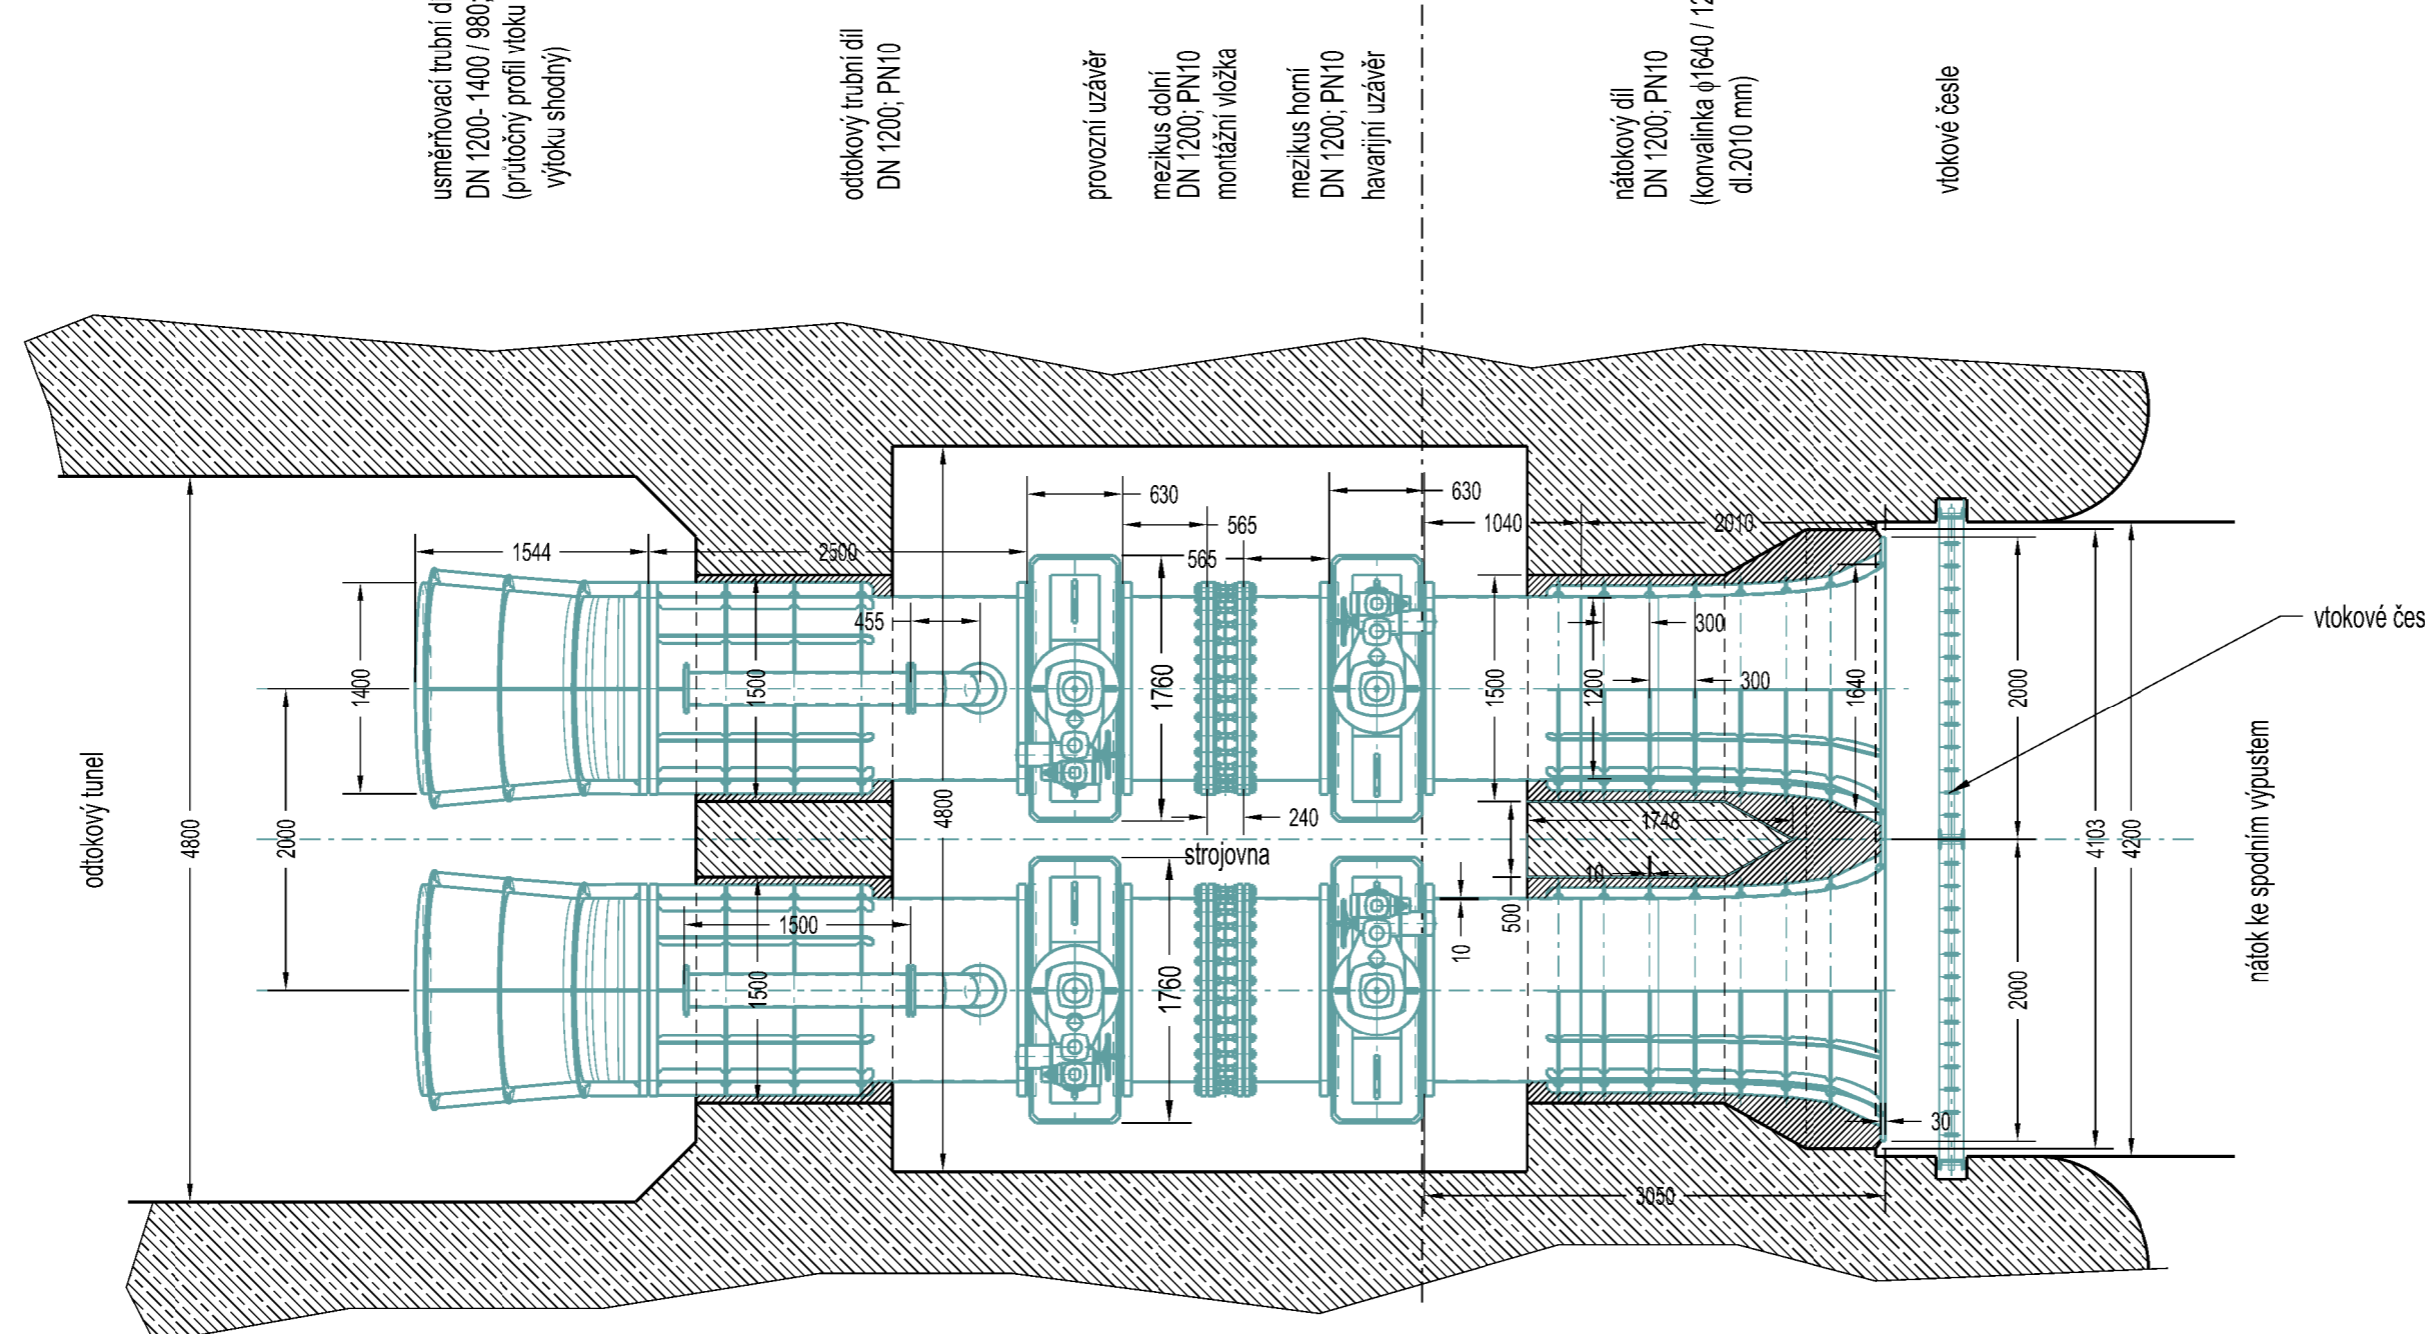 usměrňovací trubní d
DN 1200- 1400 / 980;
(průtočný profil vtoku
výtoku shodný)
odtokový trubní díl
DN 1200; PN10
provozní uzávěr
mezikus dolní
DN 1200; PN10
montážní vložka
mezikus horní
DN 1200; PN10
havarijní uzávěr
nátokový díl
DN 1200; PN10
(konvalinka ϕ1640 / 12
dl.2010 mm)
vtokové česle
630
630
565
1040
2010
1544
2500
565
455
300
vtokové čes
1400
1500
1760
1500
1200
300
1640
2000
odtokový tunel
4800
2000
4800
240
1748
strojovna
4103
4200
nátok ke spodním výpustem
10
500
1500
10
1500
1760
2000
30
3050